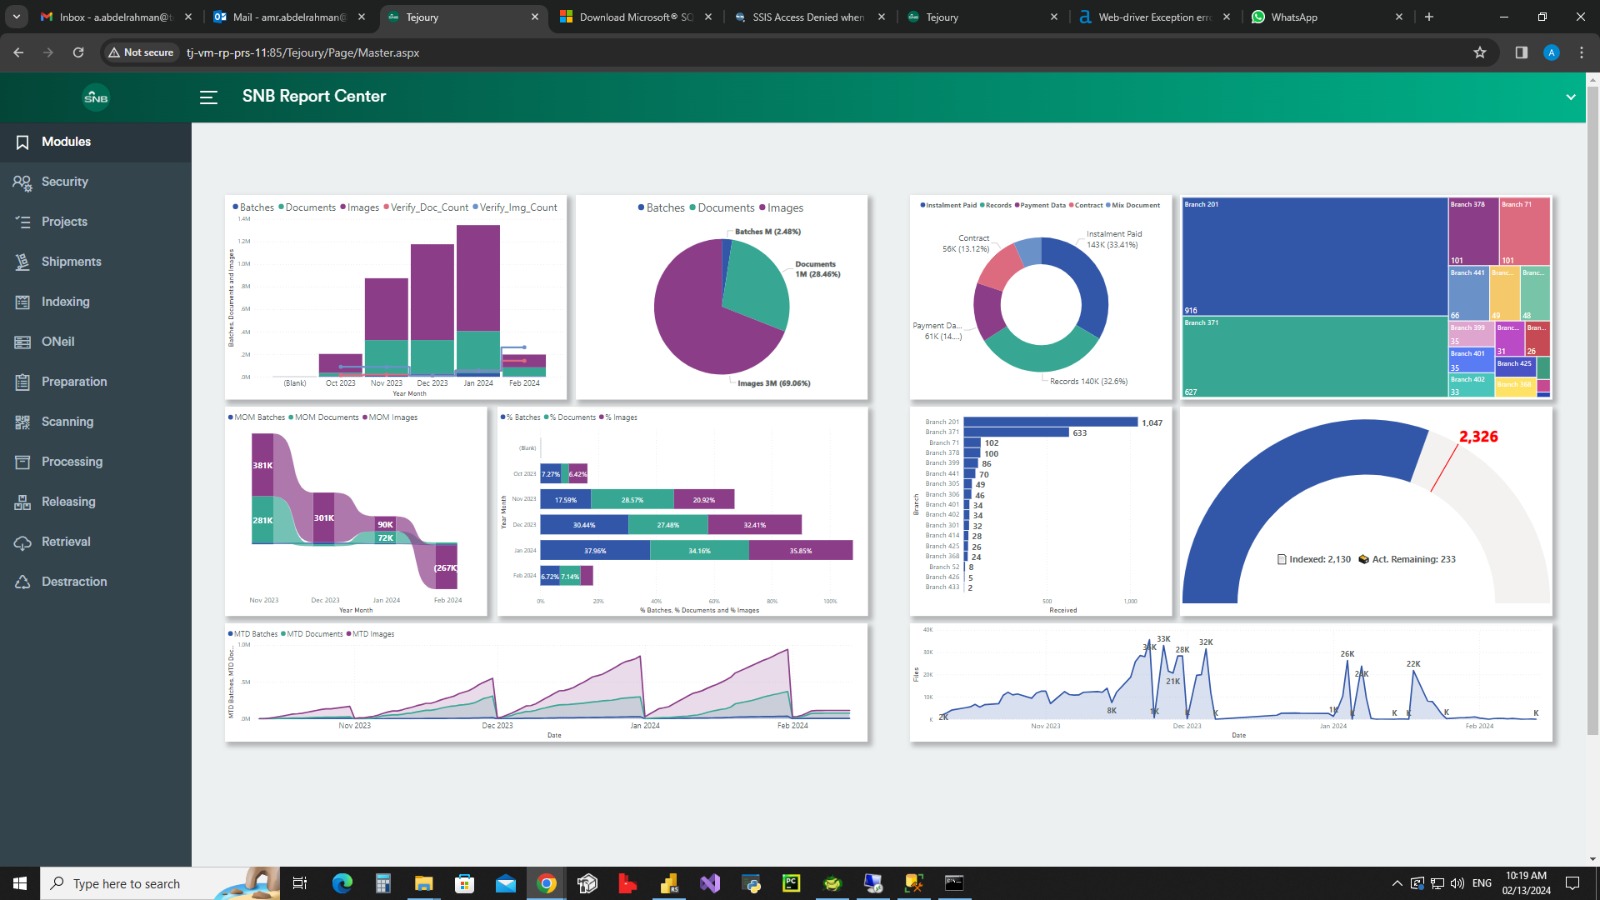 Inbox - a.abdelrahman@t
Mail - amr.abdelrahman@
Tejoury
Download Microsoft® SQ
SSIS Access Denied when
Tejoury
Web-driver Exception err
WhatsApp
Not secure
tj-vm-rp-prs-11:85/Tejoury/Page/Master.aspx
A
SNB
SNB Report Center
Modules
Security
Projects
Shipments
Indexing
ONeil
Preparation
Scanning
Processing
Releasing
Retrieval
Destraction
Batches Documents Images Verify_Doc_Count Verify_Img_Count
1.4M
1.2M
1.0M
.8M
.6M
.4M
.2M
.0M
Batches, Documents and Images
(Blank) Oct 2023 Nov 2023 Dec 2023 Jan 2024 Feb 2024
Year Month
Batches Documents Images
Batches M (2.48%)
Documents
1M (28.46%)
Images 3M (69.06%)
Instalment Paid Records Payment Data Contract Mix Document
Contract
56K (13.12%)
Instalment Paid
143K (33.41%)
Payment Da...
61K (14....)
Records 140K (32.6%)
Branch 201
916
Branch 371
627
Branch 378
101
Branch 71
101
Branch 441
66
Branc...
49
Branc...
48
Branch 399
35
Branc...
31
Bran...
26
Branch 401
35
Branch 425
Branch 402
33
Branch 368
MOM Batches MOM Documents MOM Images
381K
281K
301K
90K
72K
(267K
Nov 2023 Dec 2023 Jan 2024 Feb 2024
Year Month
% Batches % Documents % Images
(Blank)
Oct 2023 7.27% 6.42%
Nov 2023 17.59% 28.57% 20.92%
Dec 2023 30.44% 27.48% 32.41%
Jan 2024 37.96% 34.16% 35.85%
Feb 2024 6.72% 7.14%
Year Month
0% 20% 40% 60% 80% 100%
% Batches, % Documents and % Images
Branch 201 1,047
Branch 371 633
Branch 71 102
Branch 378 100
Branch 399 86
Branch 441 70
Branch 305 49
Branch 306 46
Branch 401 34
Branch 402 34
Branch 301 32
Branch 414 28
Branch 425 26
Branch 368 24
Branch 52 8
Branch 426 5
Branch 433 2
Branch
500 1,000
Received
2,326
Indexed: 2,130 Act. Remaining: 233
MTD Batches MTD Documents MTD Images
1.0M
.5M
.0M
MTD Batches, MTD Doc...
Nov 2023 Dec 2023 Jan 2024 Feb 2024
Date
40K
30K
20K
10K
K
Files
2K
8K
1K
33K
21K
28K
K
32K
K
1K
26K
K
K
K
22K
K
K
Nov 2023 Dec 2023 Jan 2024 Feb 2024
Date
Type here to search
ENG
10:19 AM
02/13/2024